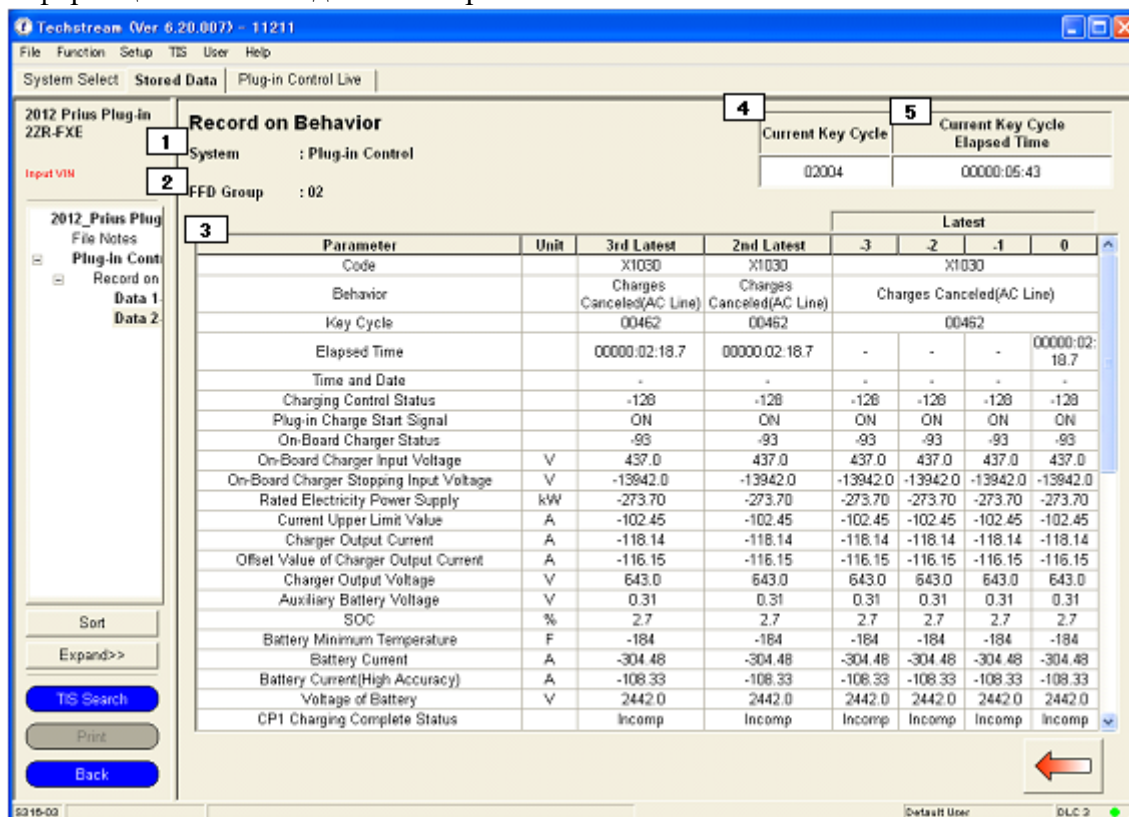 Techstream (Ver 6.20.007) - 11211
File Function Setup TIS User Help
System Select Stored Data Plug-in Control Live
2012 Prius Plug-in
2ZR-FXE
Input VIN
2012_Prius Plug
File Notes
Plug-in Cont
Record on
Data 1
Data 2
Sort
Expand>>
TIS Search
Print
Back
Record on Behavior
1
System : Plug-in Control
2
FFD Group : 02
4
Current Key Cycle
02004
5
Current Key Cycle
Elapsed Time
00000:05:43
3
Latest
Parameter Unit 3rd Latest 2nd Latest -3 -2 -1 0
Code X1030 X1030 X1030
Behavior Charges Canceled(AC Line) Charges Canceled(AC Line) Charges Canceled(AC Line)
Key Cycle 00462 00462 00462
Elapsed Time 00000:02:18.7 00000:02:18.7 - - - 00000:02:18.7
Time and Date - - - - - -
Charging Control Status -128 -128 -128 -128 -128 -128
Plug-in Charge Start Signal ON ON ON ON ON ON
On-Board Charger Status -93 -93 -93 -93 -93 -93
On-Board Charger Input Voltage V 437.0 437.0 437.0 437.0 437.0 437.0
On-Board Charger Stopping Input Voltage V -13942.0 -13942.0 -13942.0 -13942.0 -13942.0 -13942.0
Rated Electricity Power Supply kW -273.70 -273.70 -273.70 -273.70 -273.70 -273.70
Current Upper Limit Value A -102.45 -102.45 -102.45 -102.45 -102.45 -102.45
Charger Output Current A -118.14 -118.14 -118.14 -118.14 -118.14 -118.14
Offset Value of Charger Output Current A -116.15 -116.15 -116.15 -116.15 -116.15 -116.15
Charger Output Voltage V 643.0 643.0 643.0 643.0 643.0 643.0
Auxiliary Battery Voltage V 0.31 0.31 0.31 0.31 0.31 0.31
SOC % 2.7 2.7 2.7 2.7 2.7 2.7
Battery Minimum Temperature F -184 -184 -184 -184 -184 -184
Battery Current A -304.48 -304.48 -304.48 -304.48 -304.48 -304.48
Battery Current(High Accuracy) A -108.33 -108.33 -108.33 -108.33 -108.33 -108.33
Voltage of Battery V 2442.0 2442.0 2442.0 2442.0 2442.0 2442.0
CP1 Charging Complete Status Incomp Incomp Incomp Incomp Incomp Incomp
S316-03 Default User DLC 3